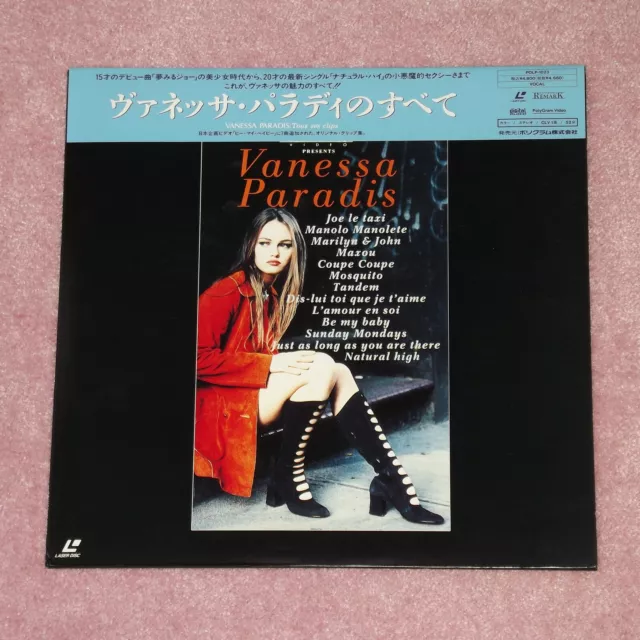 15才のデビュー曲「夢みるジョー」の美少女時代から、20才の最新シングル「ナチュラル・ハイ」の小悪魔的セクシーさまで
これが、ヴァネッサの魅力のすべて!!
ヴァネッサ・パラディのすべて
VANESSA PARADIS/Tous ses clips
VIDEO
PRESENTS
Vanessa
Paradis
Joe le taxi
Manolo Manolete
Marilyn & John
Maxou
Coupe Coupe
Mosquito
Tandem
Dis-lui toi que je t'aime
L'amour en soi
Be my baby
Sunday Mondays
Just as long as you are there
Natural high
VOCAL
REMARK
digital
PolyGram Video
発売元:ポリグラム株式会社
LASER DISC